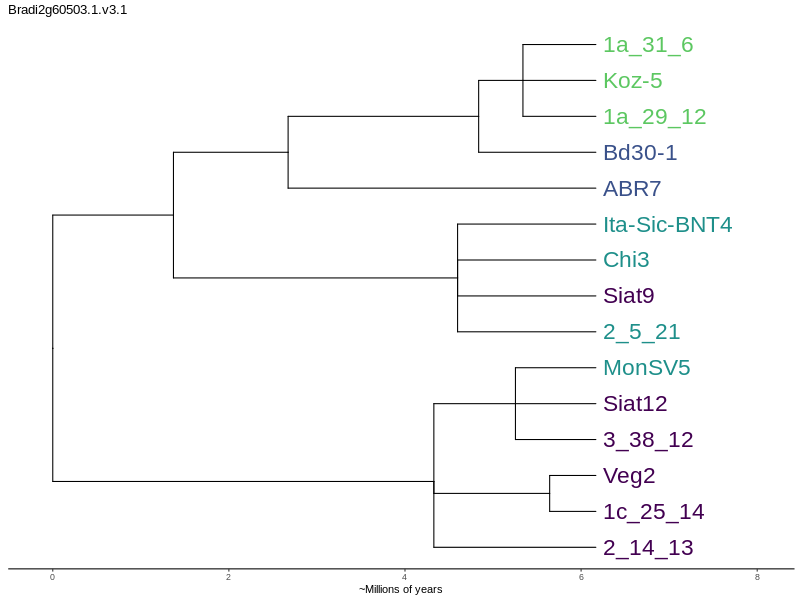 Bradi2g60503.1.v3.1
1a_31_6
Koz-5
1a_29_12
Bd30-1
ABR7
Ita-Sic-BNT4
Chi3
Siat9
2_5_21
MonSV5
Siat12
3_38_12
Veg2
1c_25_14
2_14_13
0 2 4 6 8
~Millions of years